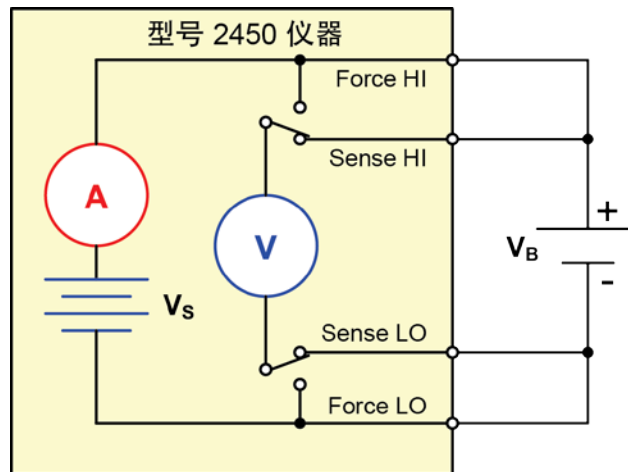 型号 2450 仪器
Force HI
Sense HI
A
V
VS
VB
+
-
Sense LO
Force LO